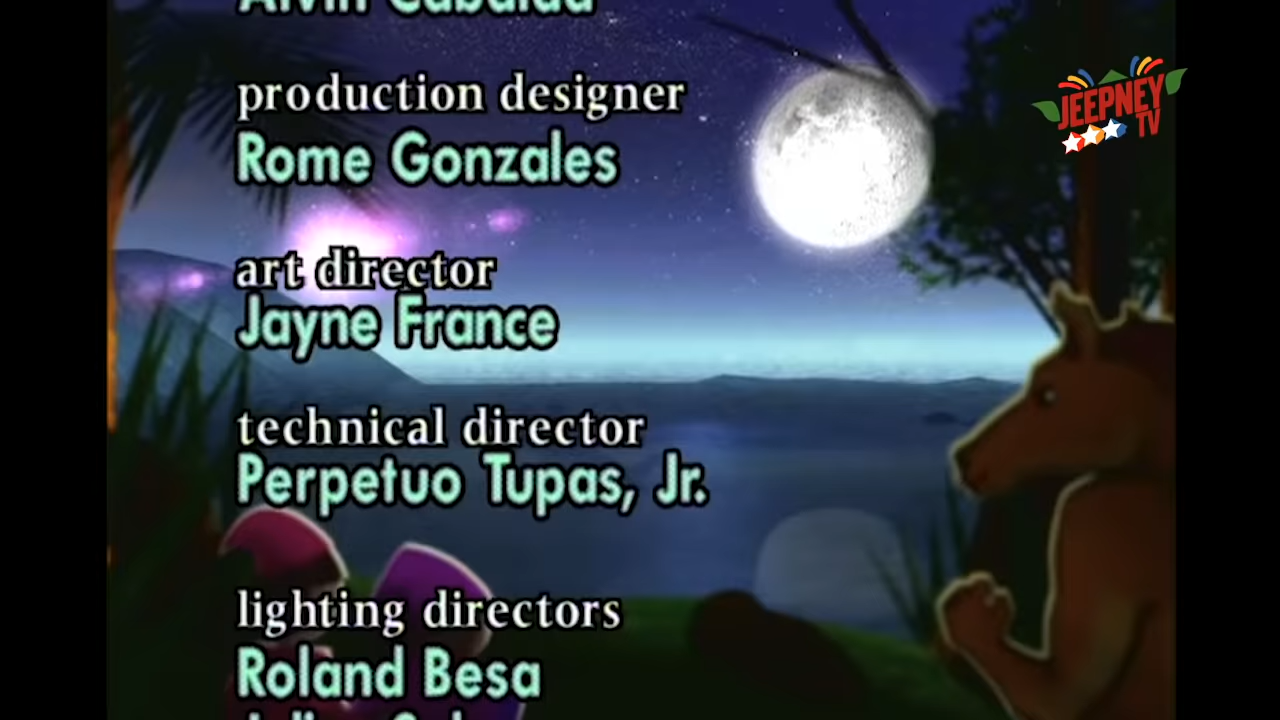 production designer
Rome Gonzales
art director
Jayne France
technical director
Perpetuo Tupas, Jr.
lighting directors
Roland Besa
JEEPNEY
TV